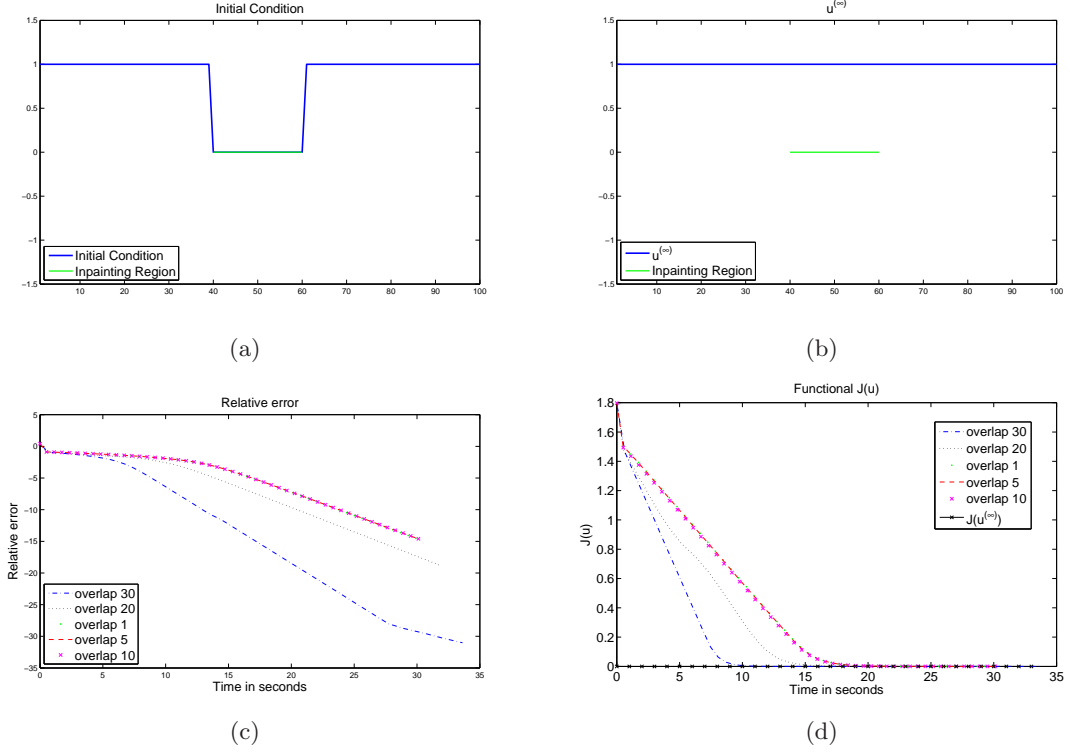 Initial Condition
1.5
1
0.5
0
−0.5
−1
−1.5
Initial Condition
Inpainting Region
10 20 30 40 50 60 70 80 90 100
(a)
u(∞)
1.5
1
0.5
0
−0.5
−1
−1.5
u(∞)
Inpainting Region
10 20 30 40 50 60 70 80 90 100
(b)
Relative error
Relative error
5
0
−5
−10
−15
−20
−25
−30
−35
overlap 30
overlap 20
overlap 1
overlap 5
overlap 10
0 5 10 15 20 25 30 35
Time in seconds
(c)
Functional J(u)
J(u)
1.8
1.6
1.4
1.2
1
0.8
0.6
0.4
0.2
0
overlap 30
overlap 20
overlap 1
overlap 5
overlap 10
J(u(∞))
0 5 10 15 20 25 30 35
Time in seconds
(d)